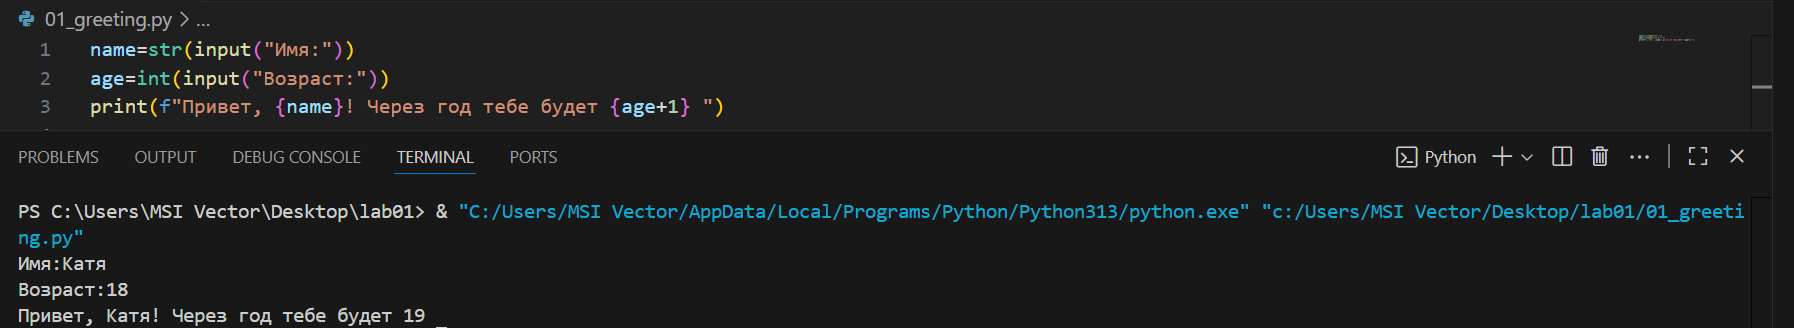 01_greeting.py > ...
1 name=str(input("Имя:"))
2 age=int(input("Возраст:"))
3 print(f"Привет, {name}! Через год тебе будет {age+1} ")
PROBLEMS OUTPUT DEBUG CONSOLE TERMINAL PORTS Python
PS C:\Users\MSI Vector\Desktop\lab01> & "C:/Users/MSI Vector/AppData/Local/Programs/Python/Python313/python.exe" "c:/Users/MSI Vector/Desktop/lab01/01_greeti
ng.py"
Имя:Катя
Возраст:18
Привет, Катя! Через год тебе будет 19